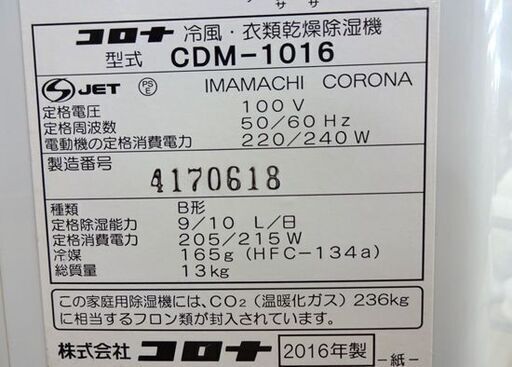 コロナ 冷風・衣類乾燥除湿機
型式 CDM-1016
S JET PS E IMAMACHI CORONA
定格電圧 100V
定格周波数 50/60Hz
電動機の定格消費電力 220/240W
製造番号 4170618
種類 B形
定格除湿能力 9/10 L/日
定格消費電力 205/215W
冷媒 165g (HFC-134a)
総質量 13kg
この家庭用除湿機には、CO2 (温暖化ガス) 236kg
に相当するフロン類が封入されています。
株式会社 コロナ 2016年製 -紙-